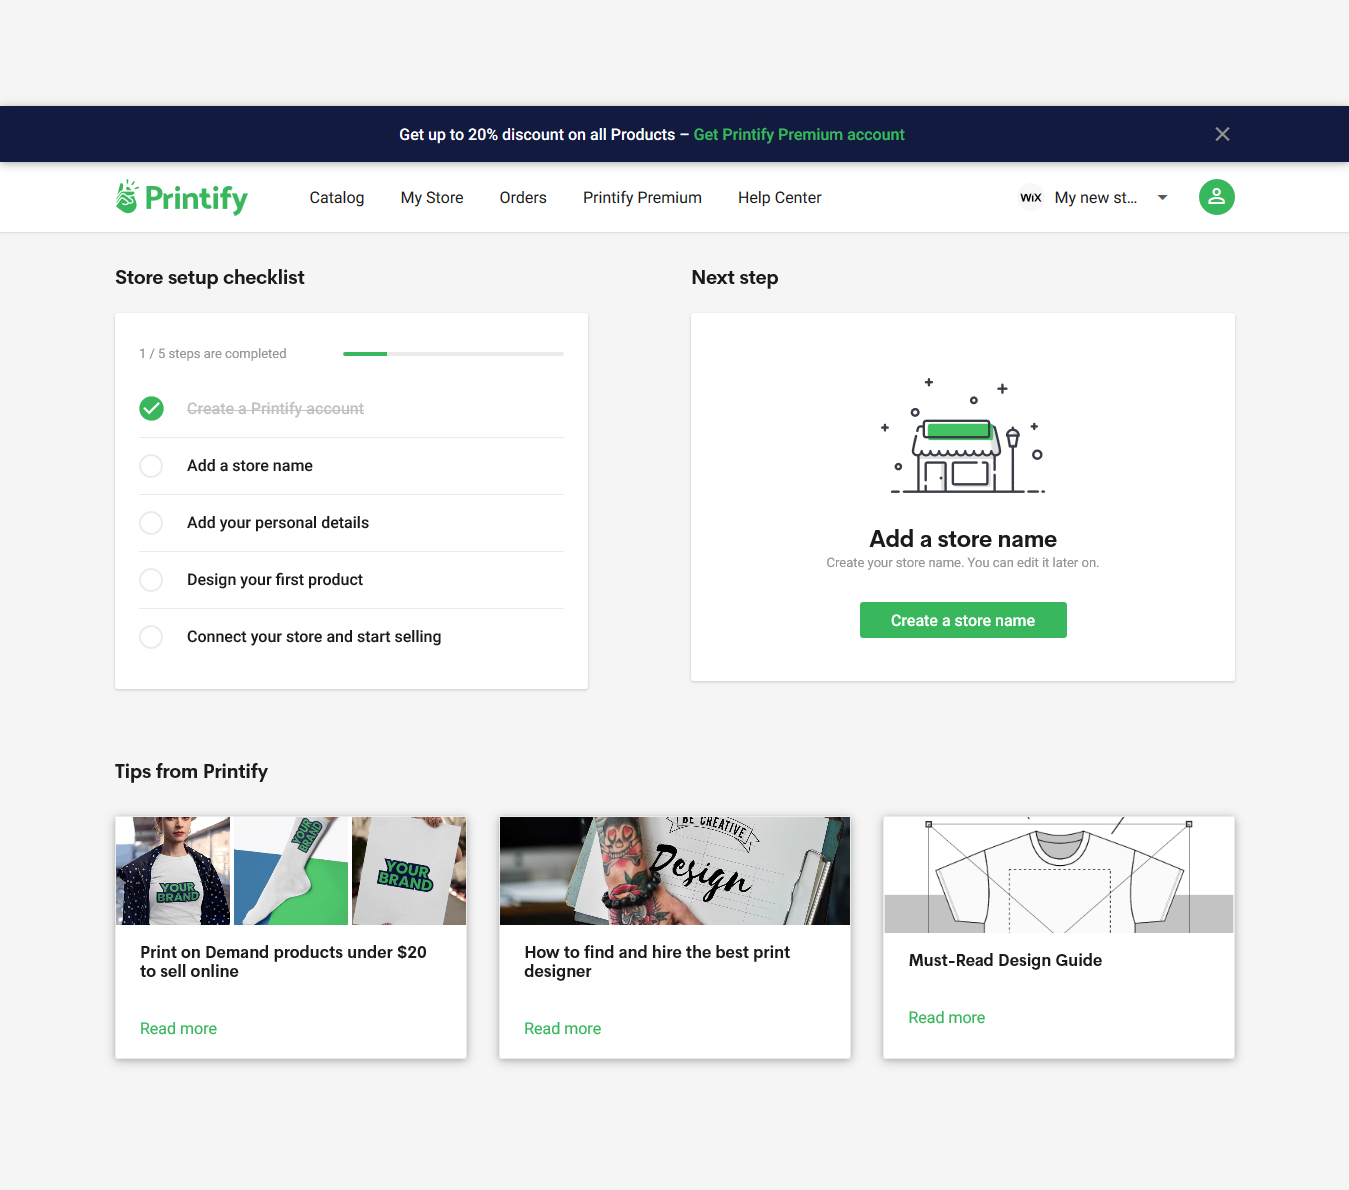 Get up to 20% discount on all Products – Get Printify Premium account
Printify
Catalog
My Store
Orders
Printify Premium
Help Center
WiX
My new st...
Store setup checklist
Next step
1 / 5 steps are completed
Create a Printify account
Add a store name
Add your personal details
Design your first product
Connect your store and start selling
Add a store name
Create your store name. You can edit it later on.
Create a store name
Tips from Printify
YOUR
BRAND
YOUR
BRAND
YOUR
BRAND
BE CREATIVE
Design
Print on Demand products under $20
to sell online
Read more
How to find and hire the best print
designer
Read more
Must-Read Design Guide
Read more